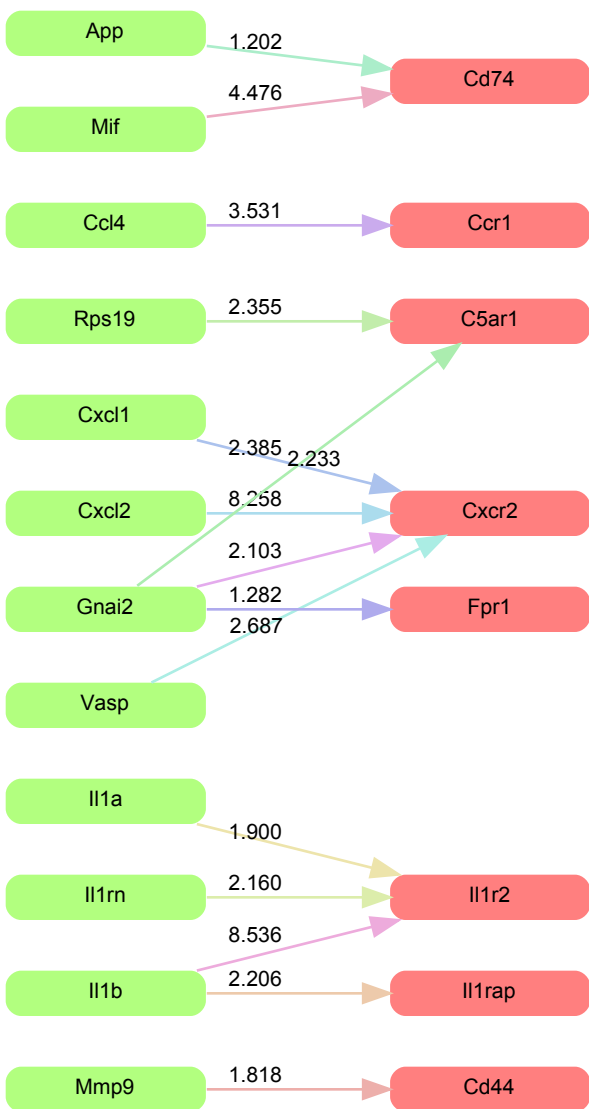 App
1.202
Cd74
4.476
Mif
Ccl4
3.531
Ccr1
Rps19
2.355
C5ar1
Cxcl1
2.385
2.233
Cxcl2
8.258
Cxcr2
2.103
Gnai2
1.282
Fpr1
2.687
Vasp
Il1a
1.900
Il1rn
2.160
Il1r2
8.536
Il1b
2.206
Il1rap
Mmp9
1.818
Cd44